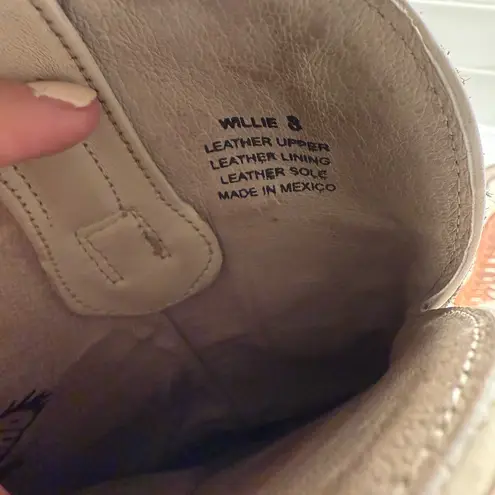 WILLIE 8
LEATHER UPPER
LEATHER LINING
LEATHER SOLE
MADE IN MEXICO